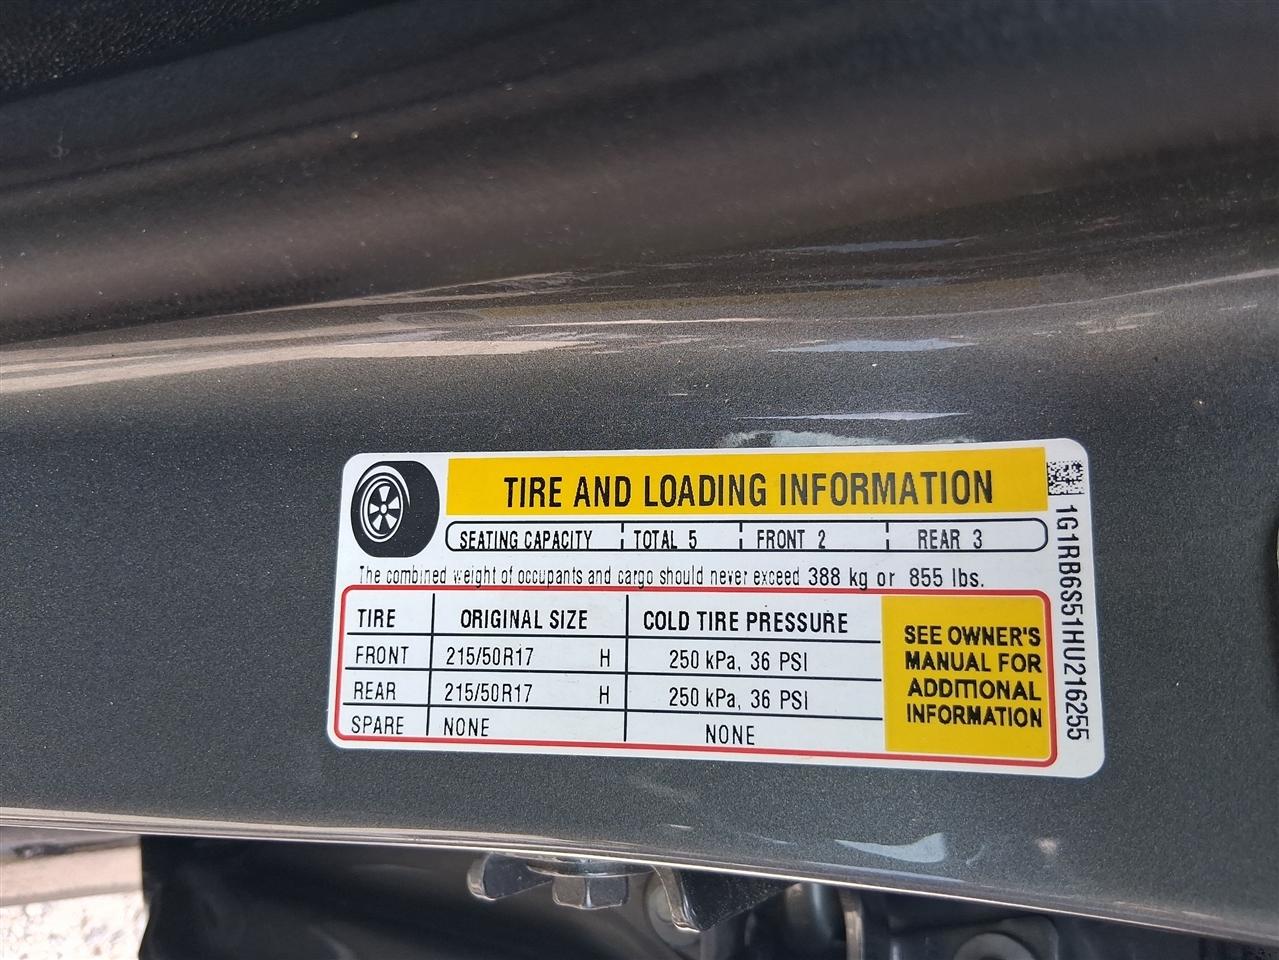 TIRE AND LOADING INFORMATION
SEATING CAPACITY TOTAL 5 FRONT 2 REAR 3
The combined weight of occupants and cargo should never exceed 388 kg or 855 lbs.
TIRE ORIGINAL SIZE COLD TIRE PRESSURE
FRONT 215/50R17 H 250 kPa, 36 PSI
REAR 215/50R17 H 250 kPa, 36 PSI
SPARE NONE NONE
SEE OWNER'S
MANUAL FOR
ADDITIONAL
INFORMATION
1G1RB6S51HU216255